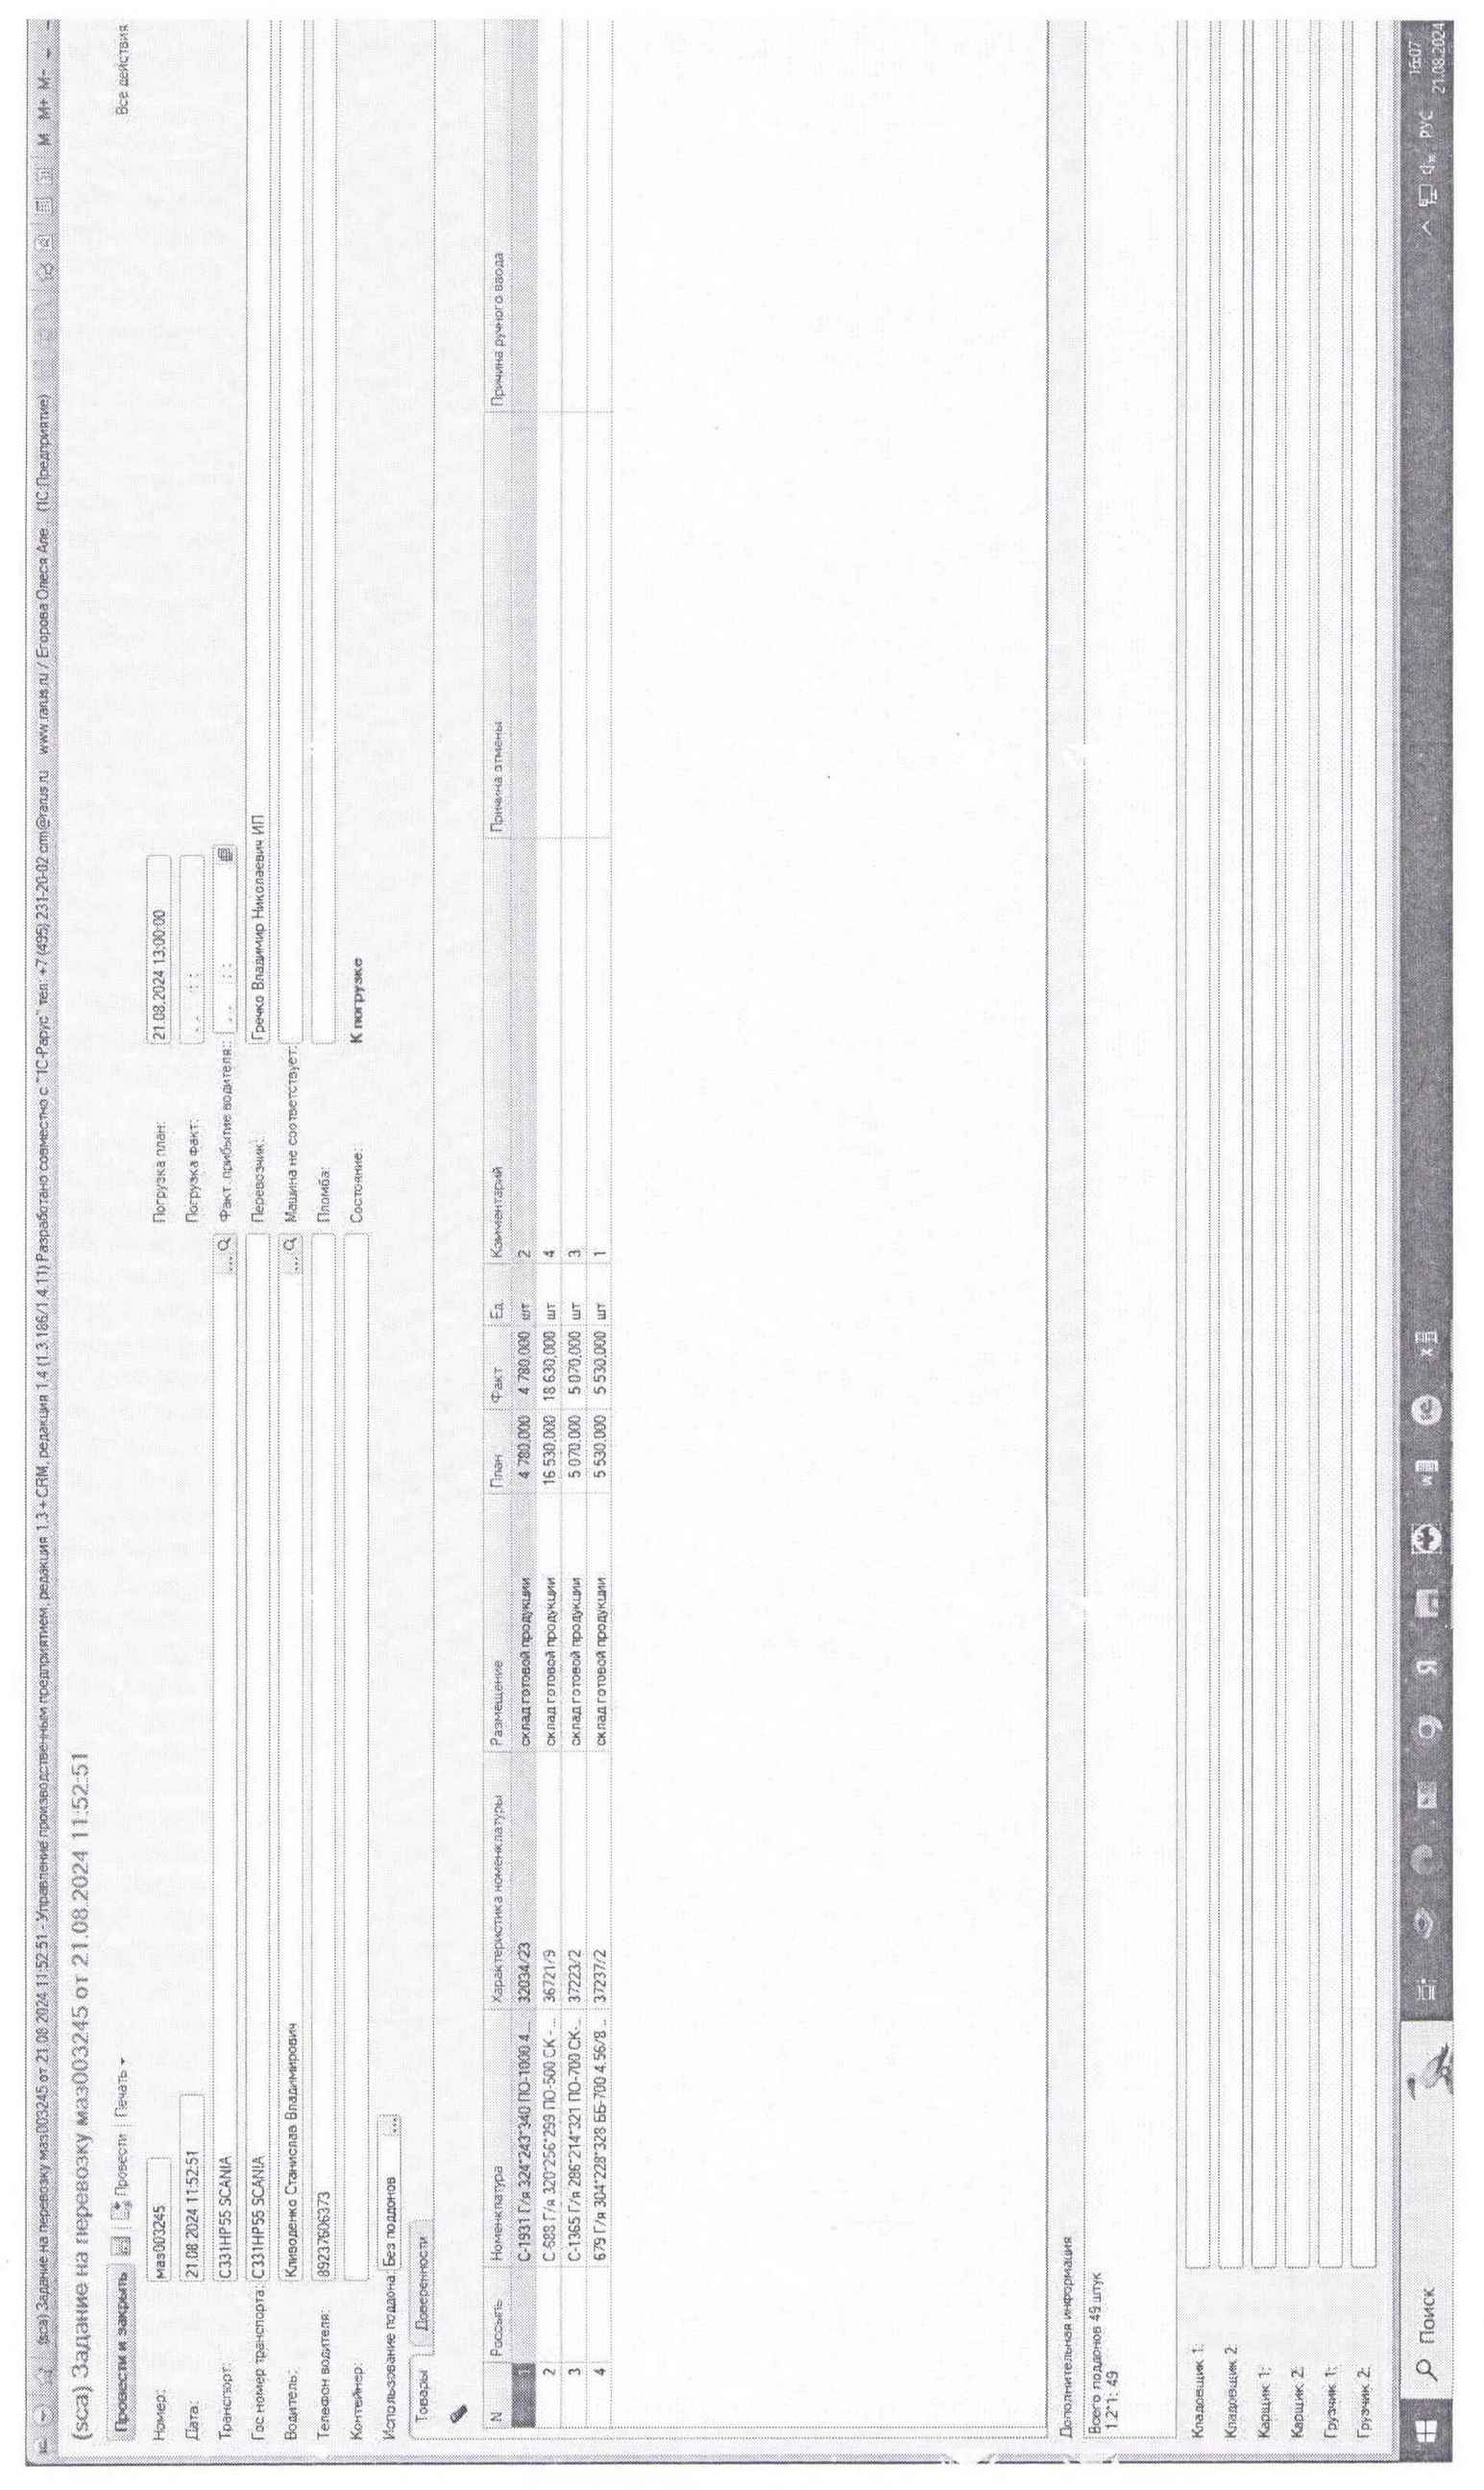 (sca) Задание на перевозку маз003245 от 21.08.2024 11:52:51 - Управление производственным предприятием, редакция 1.3 + CRM, редакция 1.4 (1.3.186/1.4.11) Разработано совместно с "1С-Рарус" тел: +7 (495) 231-20-02 crm@rarus.ru www.rarus.ru / Егорова Олеся Але (1С:Предприятие) M M+ M-
(sca) Задание на перевозку маз003245 от 21.08.2024 11:52:51
Провести и закрыть Провести Печать Все действия
Номер: маз003245 Погрузка план: 21.08.2024 13:00:00
Дата: 21.08.2024 11:52:51 Погрузка Факт: . . : :
Транспорт: С331НР55 SCANIA ... Факт. прибытие водителя: . . : :
Гос номер транспорта: С331НР55 SCANIA Перевозчик: Гречко Владимир Николаевич ИП
Водитель: Кливоденко Станислав Владимирович ... Машина не соответствует:
Телефон водителя: 89237606373 Пломба:
Контейнер: Состояние: К погрузке
Использование поддона: Без поддонов ...
Товары Доверенности
N Россыпь Номенклатура Характеристика номенклатуры Размещение План Факт Ед. Комментарий Причина отмены Причина ручного ввода
1 С-1931 Г/я 324*243*340 ПО-1000 4... 32034/23 склад готовой продукции 4 780,000 4 780,000 шт 2
2 С-688 Г/я 320*256*299 ПО-500 СК-... 36721/9 склад готовой продукции 16 530,000 18 630,000 шт 4
3 С-1365 Г/я 286*214*321 ПО-700 СК-... 37223/2 склад готовой продукции 5 070,000 5 070,000 шт 3
4 679 Г/я 304*228*328 ББ-700 4.56/8... 37237/2 склад готовой продукции 5 530,000 5 530,000 шт 1
Дополнительная информация
Всего поддонов 49 штук
1.2*1: 49
Кладовщик 1:
Кладовщик 2:
Карщик 1:
Карщик 2:
Грузчик 1:
Грузчик 2:
Поиск РУС 16:07
21.08.2024